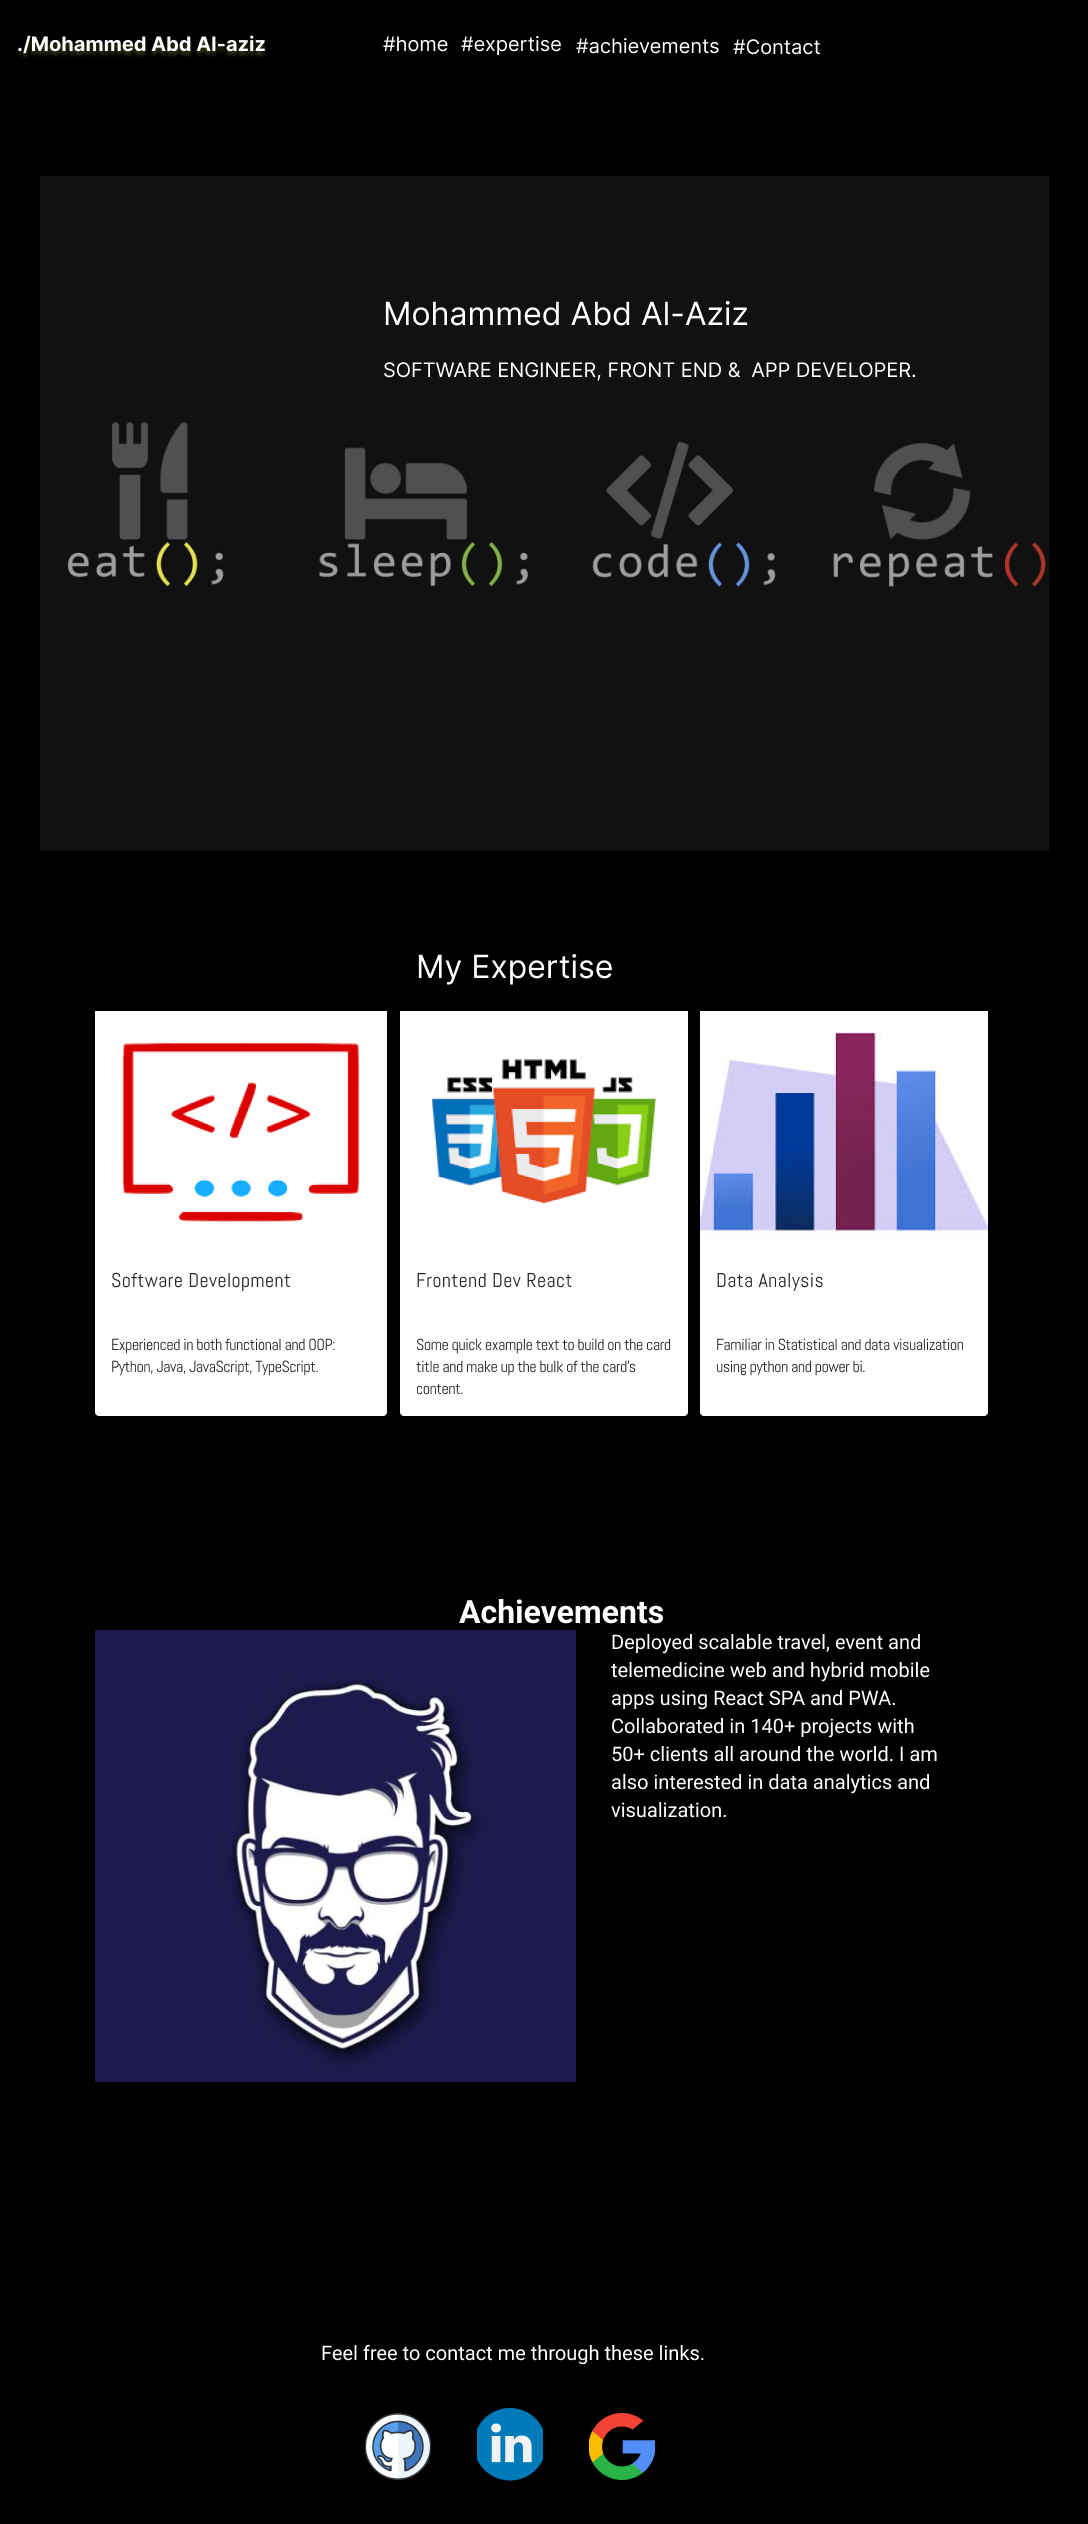 ./Mohammed Abd Al-aziz
#home #expertise #achievements #Contact
Mohammed Abd Al-Aziz
SOFTWARE ENGINEER, FRONT END & APP DEVELOPER.
eat(); sleep(); code(); repeat()
My Expertise
</>
CSS HTML JS
3 5 J
Software Development
Experienced in both functional and OOP:
Python, Java, JavaScript, TypeScript.
Frontend Dev React
Some quick example text to build on the card
title and make up the bulk of the card's
content.
Data Analysis
Familiar in Statistical and data visualization
using python and power bi.
Achievements
Deployed scalable travel, event and
telemedicine web and hybrid mobile
apps using React SPA and PWA.
Collaborated in 140+ projects with
50+ clients all around the world. I am
also interested in data analytics and
visualization.
Feel free to contact me through these links.
in G